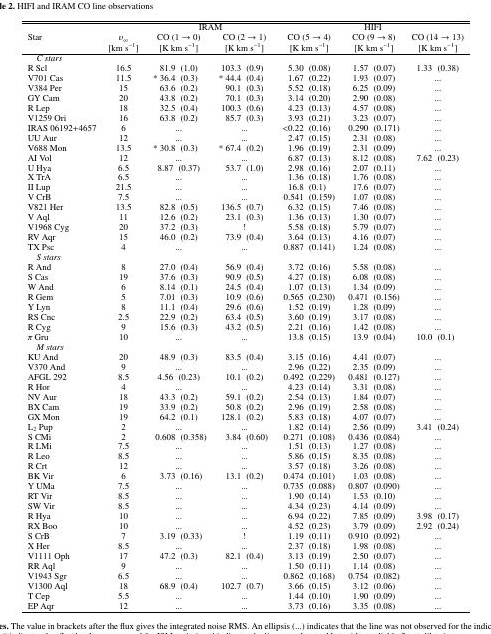 le 2. HIFI and IRAM CO line observations
IRAM HIFI
Star υ∞ CO (1 → 0) CO (2 → 1) CO (5 → 4) CO (9 → 8) CO (14 → 13)
[km s−1] [K km s−1] [K km s−1] [K km s−1] [K km s−1] [K km s−1]
C stars
R Scl 16.5 81.9 (1.0) 103.3 (0.9) 5.30 (0.08) 1.57 (0.07) 1.33 (0.38)
V701 Cas 11.5 * 36.4 (0.3) * 44.4 (0.4) 1.67 (0.22) 1.93 (0.07) ...
V384 Per 15 63.6 (0.2) 90.1 (0.3) 5.52 (0.18) 6.25 (0.09) ...
GY Cam 20 43.8 (0.2) 70.1 (0.3) 3.14 (0.20) 2.90 (0.08) ...
R Lep 18 32.5 (0.4) 100.3 (0.6) 4.23 (0.13) 4.57 (0.08) ...
V1259 Ori 16 63.8 (0.2) 85.7 (0.3) 3.93 (0.21) 3.23 (0.07) ...
IRAS 06192+4657 6 ... ... <0.22 (0.16) 0.290 (0.171) ...
UU Aur 12 ... ... 2.47 (0.15) 2.31 (0.08) ...
V688 Mon 13.5 * 30.8 (0.3) * 67.4 (0.2) 1.96 (0.19) 2.31 (0.09) ...
AI Vol 12 ... ... 6.87 (0.13) 8.12 (0.08) 7.62 (0.23)
U Hya 6.5 8.87 (0.37) 53.7 (1.0) 2.98 (0.16) 2.07 (0.11) ...
X TrA 6.5 ... ... 1.36 (0.18) 1.76 (0.08) ...
II Lup 21.5 ... ... 16.8 (0.1) 17.6 (0.07) ...
V CrB 7.5 ... ... 0.541 (0.159) 1.07 (0.08) ...
V821 Her 13.5 82.8 (0.5) 136.5 (0.7) 6.32 (0.15) 7.46 (0.08) ...
V Aql 11 12.6 (0.2) 23.1 (0.3) 1.36 (0.13) 1.30 (0.07) ...
V1968 Cyg 20 37.2 (0.3) ! 5.58 (0.18) 5.79 (0.07) ...
RV Aqr 15 46.0 (0.2) 73.9 (0.4) 3.64 (0.13) 4.16 (0.07) ...
TX Psc 4 ... ... 0.887 (0.141) 1.24 (0.08) ...
S stars
R And 8 27.0 (0.4) 56.9 (0.4) 3.72 (0.16) 5.58 (0.08) ...
S Cas 19 37.6 (0.3) 90.9 (0.5) 4.27 (0.18) 6.08 (0.08) ...
W And 6 8.14 (0.1) 24.5 (0.4) 1.07 (0.13) 1.34 (0.09) ...
R Gem 5 7.01 (0.3) 10.9 (0.6) 0.565 (0.230) 0.471 (0.156) ...
Y Lyn 8 11.1 (0.4) 29.6 (0.6) 1.52 (0.19) 1.28 (0.09) ...
RS Cnc 2.5 22.9 (0.2) 63.4 (0.5) 3.60 (0.19) 3.17 (0.08) ...
R Cyg 9 15.6 (0.3) 43.2 (0.5) 2.21 (0.16) 1.42 (0.08) ...
π Gru 10 ... ... 13.8 (0.15) 13.9 (0.04) 10.0 (0.1)
M stars
KU And 20 48.9 (0.3) 83.5 (0.4) 3.15 (0.16) 4.41 (0.07) ...
V370 And 9 ... ... 2.96 (0.22) 2.35 (0.09) ...
AFGL 292 8.5 4.56 (0.23) 10.1 (0.2) 0.492 (0.229) 0.481 (0.127) ...
R Hor 4 ... ... 4.23 (0.14) 3.31 (0.08) ...
NV Aur 18 43.3 (0.2) 59.1 (0.2) 2.54 (0.13) 1.84 (0.07) ...
BX Cam 19 33.9 (0.2) 50.8 (0.2) 2.96 (0.19) 2.58 (0.08) ...
GX Mon 19 64.2 (0.1) 128.1 (0.2) 5.83 (0.18) 4.07 (0.07) ...
L2 Pup 2 ... ... 1.82 (0.14) 2.56 (0.09) 3.41 (0.24)
S CMi 2 0.608 (0.358) 3.84 (0.60) 0.271 (0.108) 0.436 (0.084) ...
R LMi 7.5 ... ... 1.51 (0.13) 1.27 (0.08) ...
R Leo 8.5 ... ... 5.86 (0.15) 8.35 (0.08) ...
R Crt 12 ... ... 3.57 (0.18) 3.26 (0.08) ...
BK Vir 6 3.73 (0.16) 13.1 (0.2) 0.474 (0.101) 1.03 (0.08) ...
Y UMa 7.5 ... ... 0.735 (0.088) 0.807 (0.090) ...
RT Vir 8.5 ... ... 1.90 (0.14) 1.53 (0.10) ...
SW Vir 8.5 ... ... 4.34 (0.23) 4.14 (0.09) ...
R Hya 10 ... ... 6.94 (0.22) 7.85 (0.09) 3.98 (0.17)
RX Boo 10 ... ... 4.52 (0.23) 3.79 (0.09) 2.92 (0.24)
S CrB 7 3.19 (0.33) ! 1.19 (0.11) 0.910 (0.092) ...
X Her 8.5 ... ... 2.37 (0.18) 1.98 (0.08) ...
V1111 Oph 17 47.2 (0.3) 82.1 (0.4) 3.13 (0.19) 2.50 (0.07) ...
RR Aql 9 ... ... 1.50 (0.11) 1.14 (0.08) ...
V1943 Sgr 6.5 ... ... 0.862 (0.168) 0.754 (0.082) ...
V1300 Aql 18 68.9 (0.4) 102.7 (0.7) 3.66 (0.15) 3.12 (0.06) ...
T Cep 5.5 ... ... 1.44 (0.10) 1.90 (0.09) ...
EP Aqr 12 ... ... 3.73 (0.16) 3.35 (0.08) ...
es. The value in brackets after the flux gives the integrated noise RMS. An ellipsis (...) indicates that the line was not observed for the indic